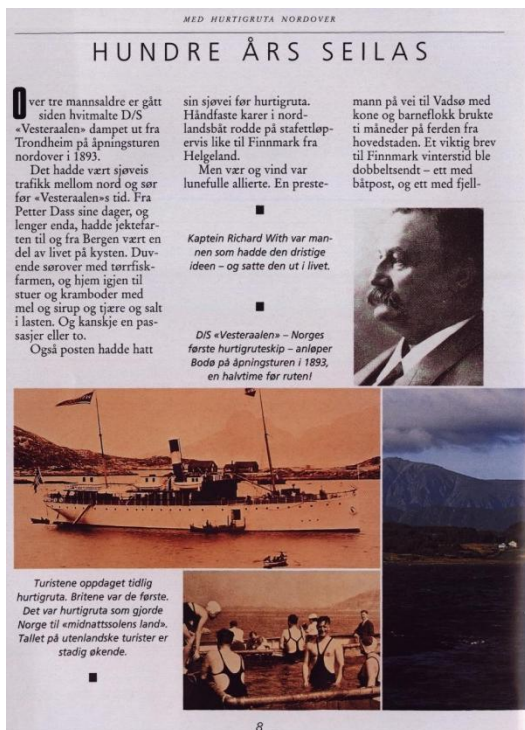 MED HURTIGRUTA NORDOVER
HUNDRE ÅRS SEILAS
Over tre mannsaldre er gått
siden hvitmalte D/S
«Vesteraalen» dampet ut fra
Trondheim på åpningsturen
nordover i 1893.
Det hadde vært sjøveis
trafikk mellom nord og sør
før «Vesteraalen»s tid. Fra
Petter Dass sine dager, og
lenger enda, hadde jektefar-
ten til og fra Bergen vært en
del av livet på kysten. Duv-
ende sørover med tørrfisk-
farmen, og hjem igjen til
stuer og kramboder med
mel og sirup og tjære og salt
i lasten. Og kanskje en pas-
sasjer eller to.
Også posten hadde hatt
sin sjøvei før hurtigruta.
Håndfaste karer i nord-
landsbåt rodde på stafettløp-
ervis like til Finnmark fra
Helgeland.
Men vær og vind var
lunefulle allierte. En preste-
mann på vei til Vadsø med
kone og barneflokk brukte
ti måneder på ferden fra
hovedstaden. Et viktig brev
til Finnmark vinterstid ble
dobbeltsendt – ett med
båtpost, og ett med fjell-
Kaptein Richard With var man-
nen som hadde den dristige
ideen – og satte den ut i livet.
D/S «Vesteraalen» – Norges
første hurtigruteskip – anløper
Bodø på åpningsturen i 1893,
en halvtime før ruten!
Turistene oppdaget tidlig
hurtigruta. Britene var de første.
Det var hurtigruta som gjorde
Norge til «midnattssolens land».
Tallet på utenlandske turister er
stadig økende.
8